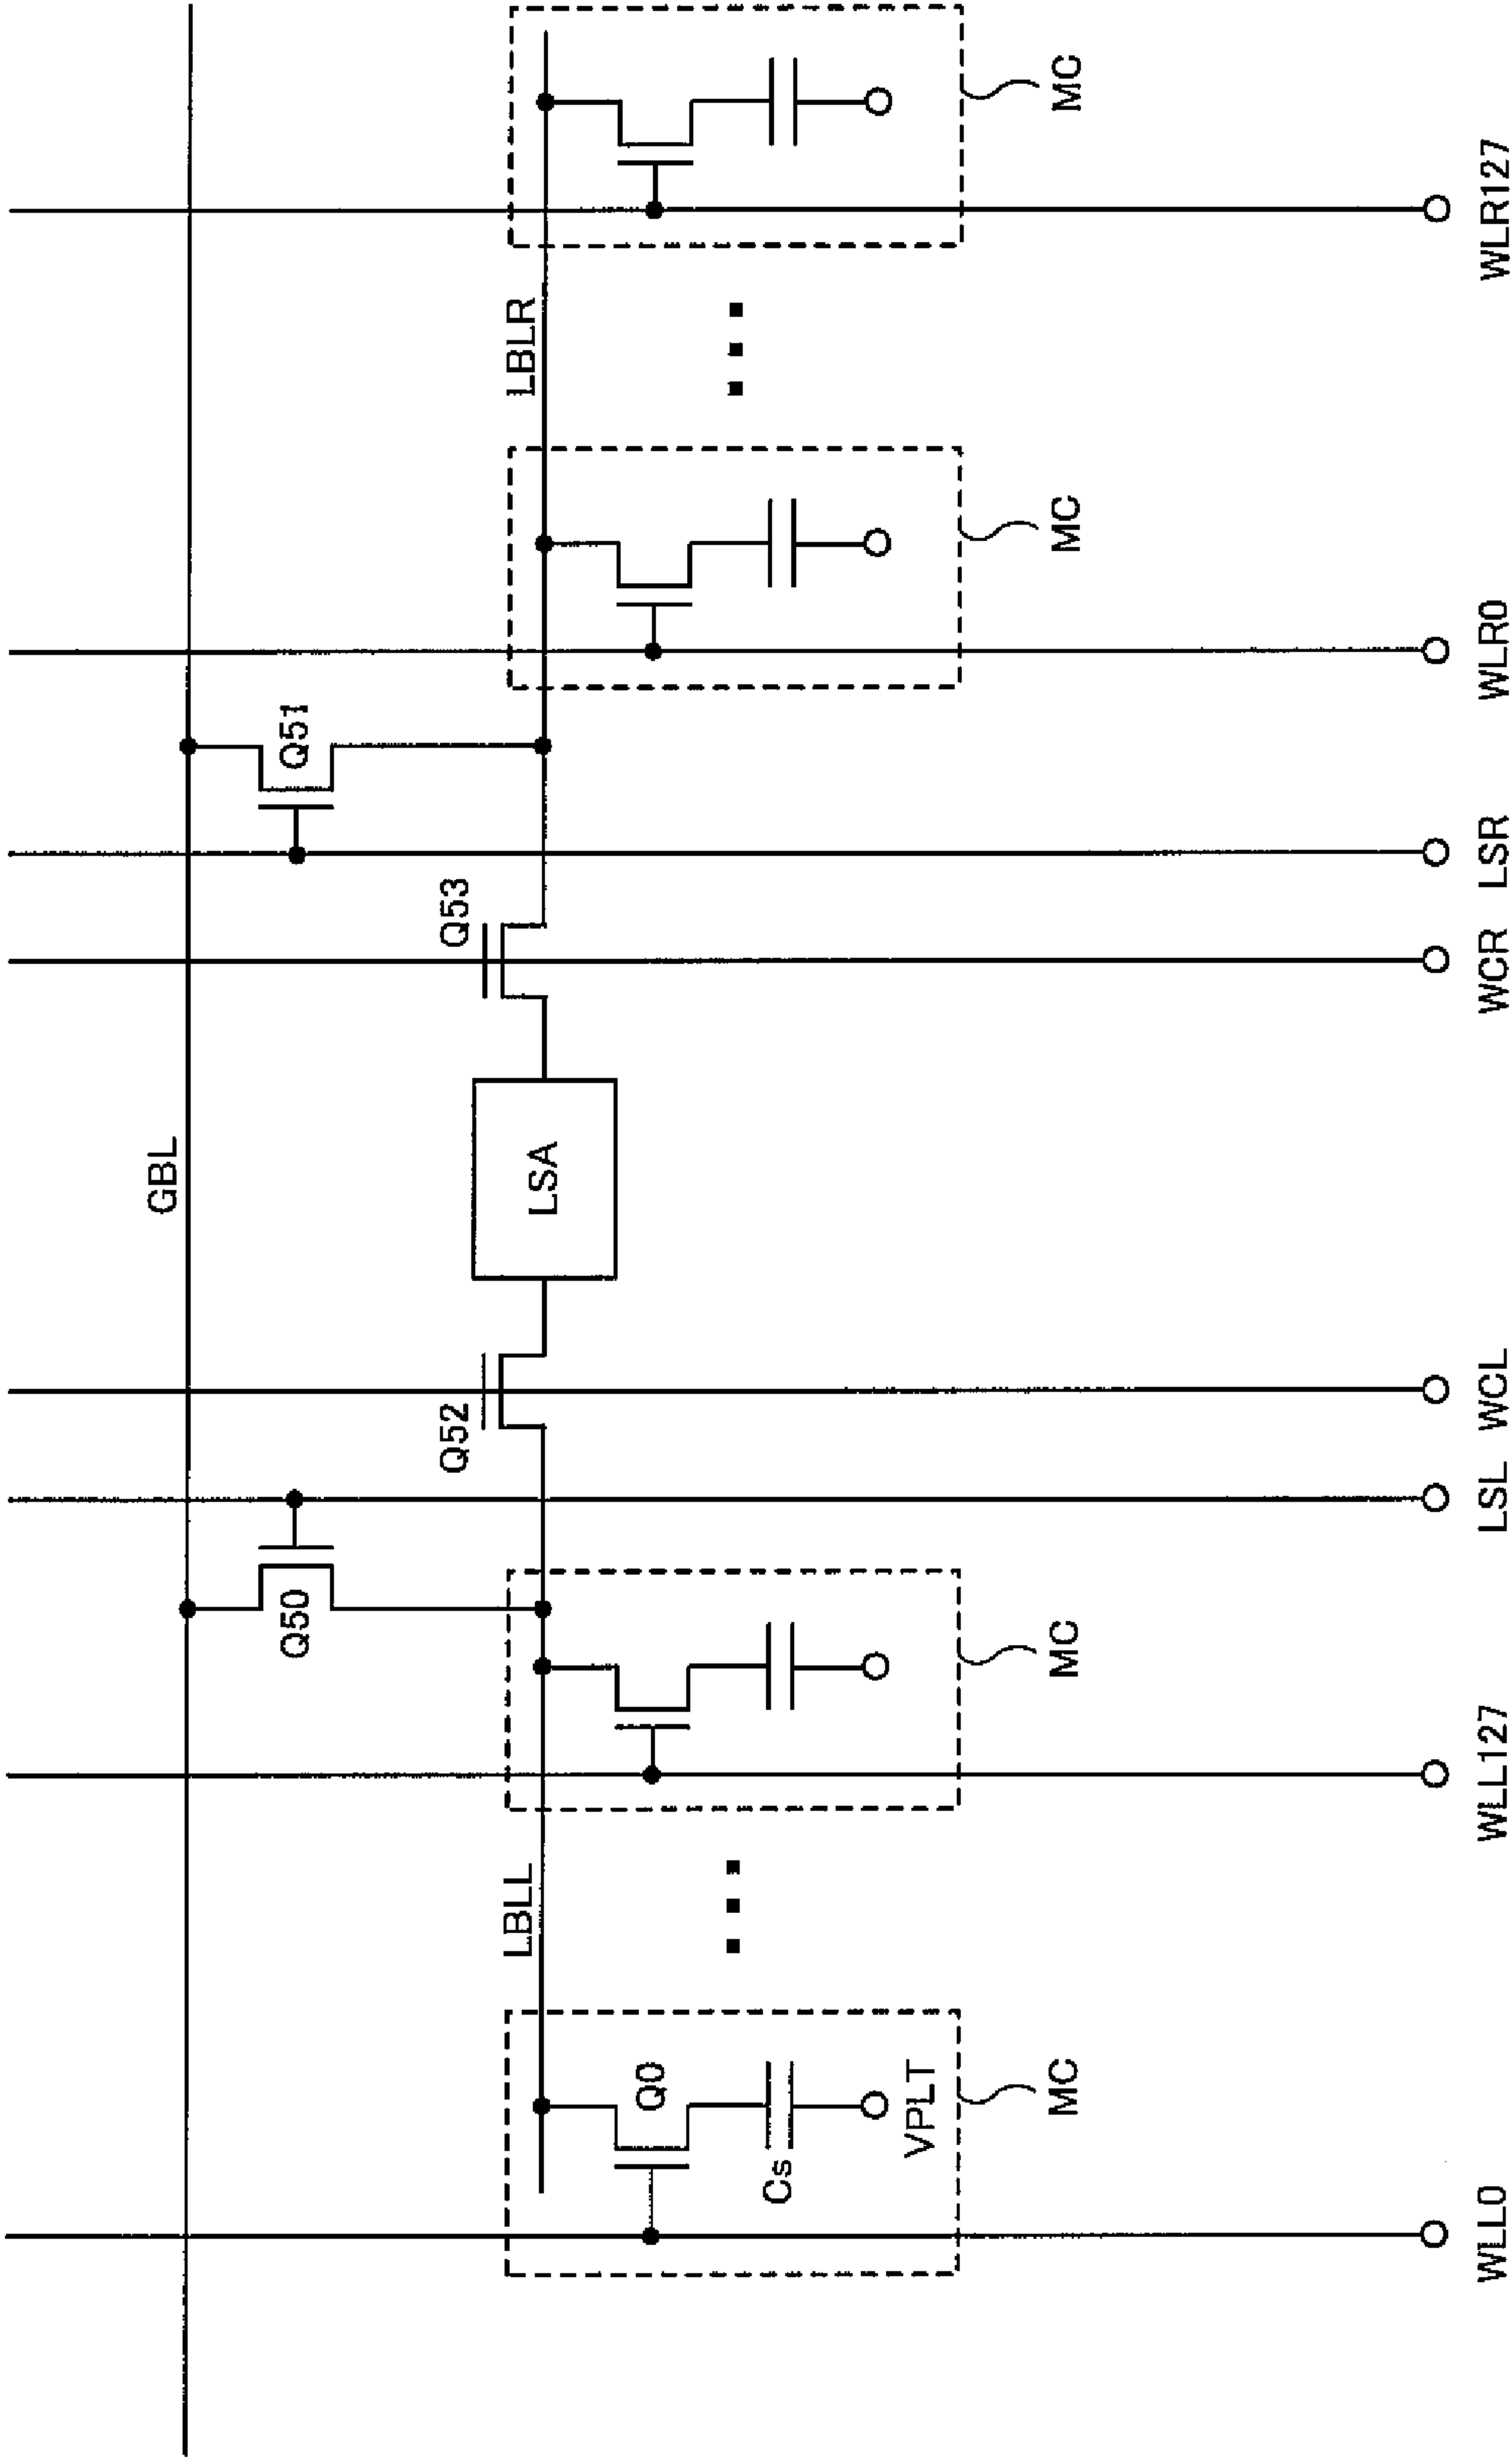 GBL
Q50
Q51
Q52
Q53
LBLL
LSA
LBLR
Q0
Cs
VPLT
MC
MC
MC
MC
WLL0
WLL127
LSL
WCL
WCR
LSR
WLR0
WLR127